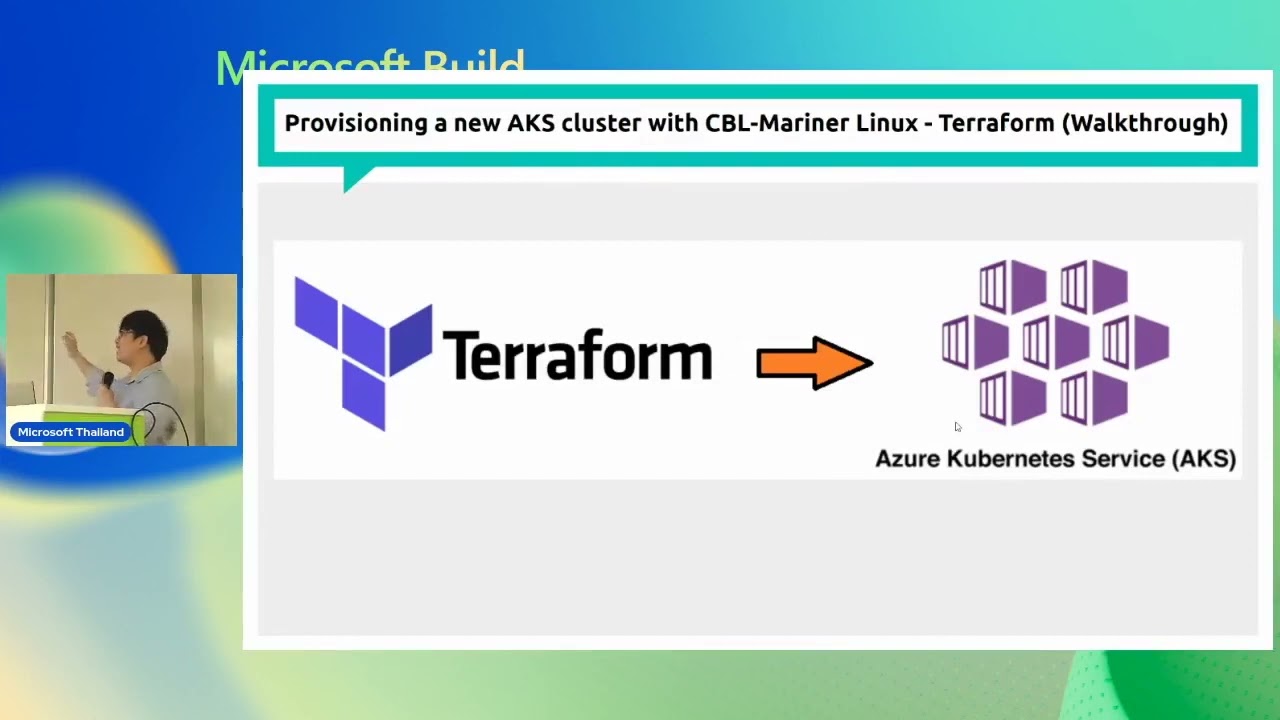 Microsoft Build
Provisioning a new AKS cluster with CBL-Mariner Linux - Terraform (Walkthrough)
Terraform
Azure Kubernetes Service (AKS)
Microsoft Thailand